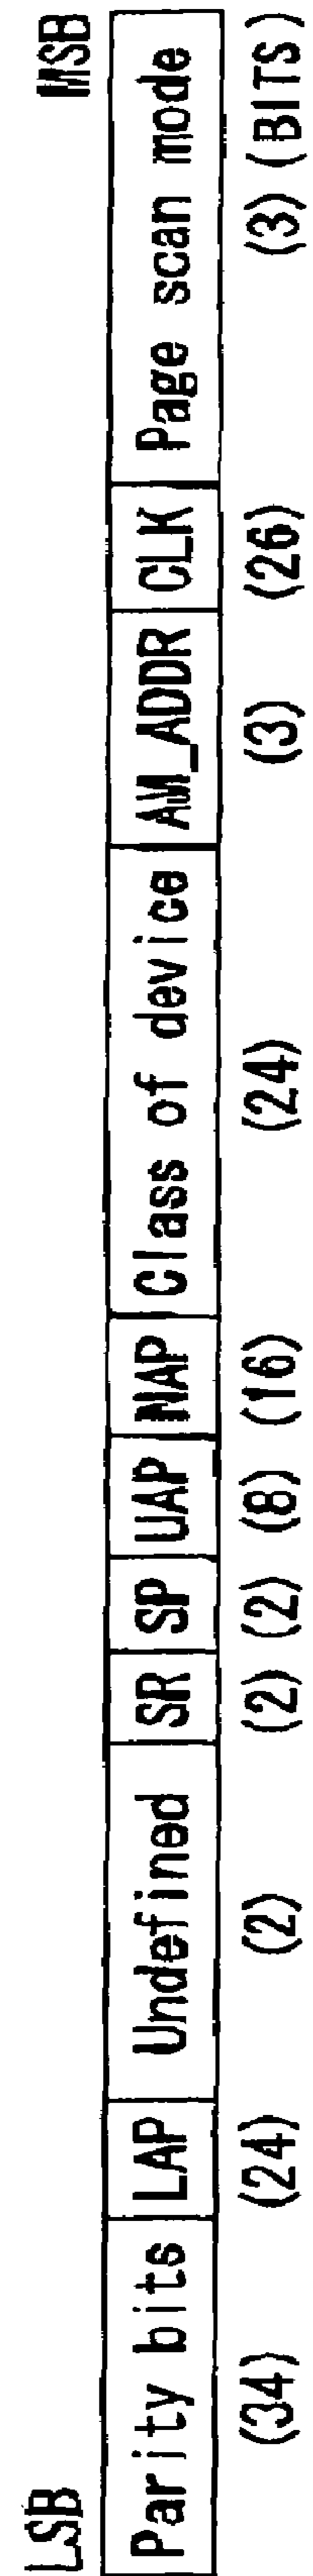 LSB MSB
Parity bits LAP Undefined SR SP UAP NAP Class of device AM_ADDR CLK Page scan mode
(34) (24) (2) (2) (2) (8) (16) (24) (3) (26) (3) (BITS)